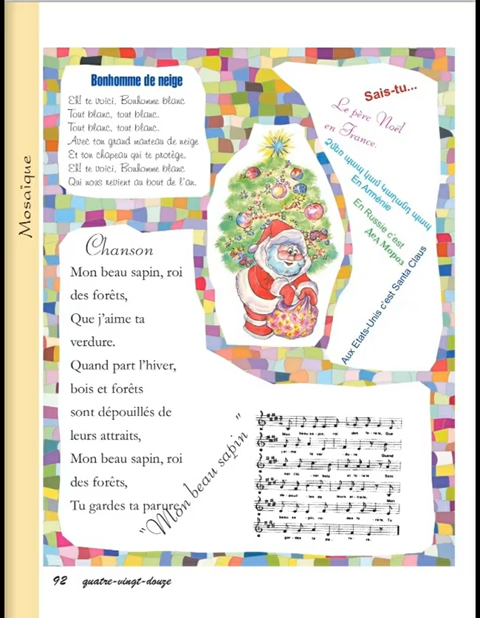 Mosaïque
Bonhomme de neige
Eh! te voici, Bonhomme blanc
Tout blanc, tout blanc.
Tout blanc, tout blanc.
Avec ton grand manteau de neige
Et ton chapeau qui te protège.
Eh! te voici, Bonhomme blanc
Qui nous revient au bout de l'an.
Sais-tu...
Le père Noël
en France.
En Arménie
En Russie c'est
Дед Мороз
Aux Etats-Unis c'est Santa Claus
Chanson
Mon beau sapin, roi
des forêts,
Que j'aime ta
verdure.
Quand part l'hiver,
bois et forêts
sont dépouillés de
leurs attraits,
Mon beau sapin, roi
des forêts,
Tu gardes ta parure.
"Mon beau sapin"
92 quatre-vingt-douze